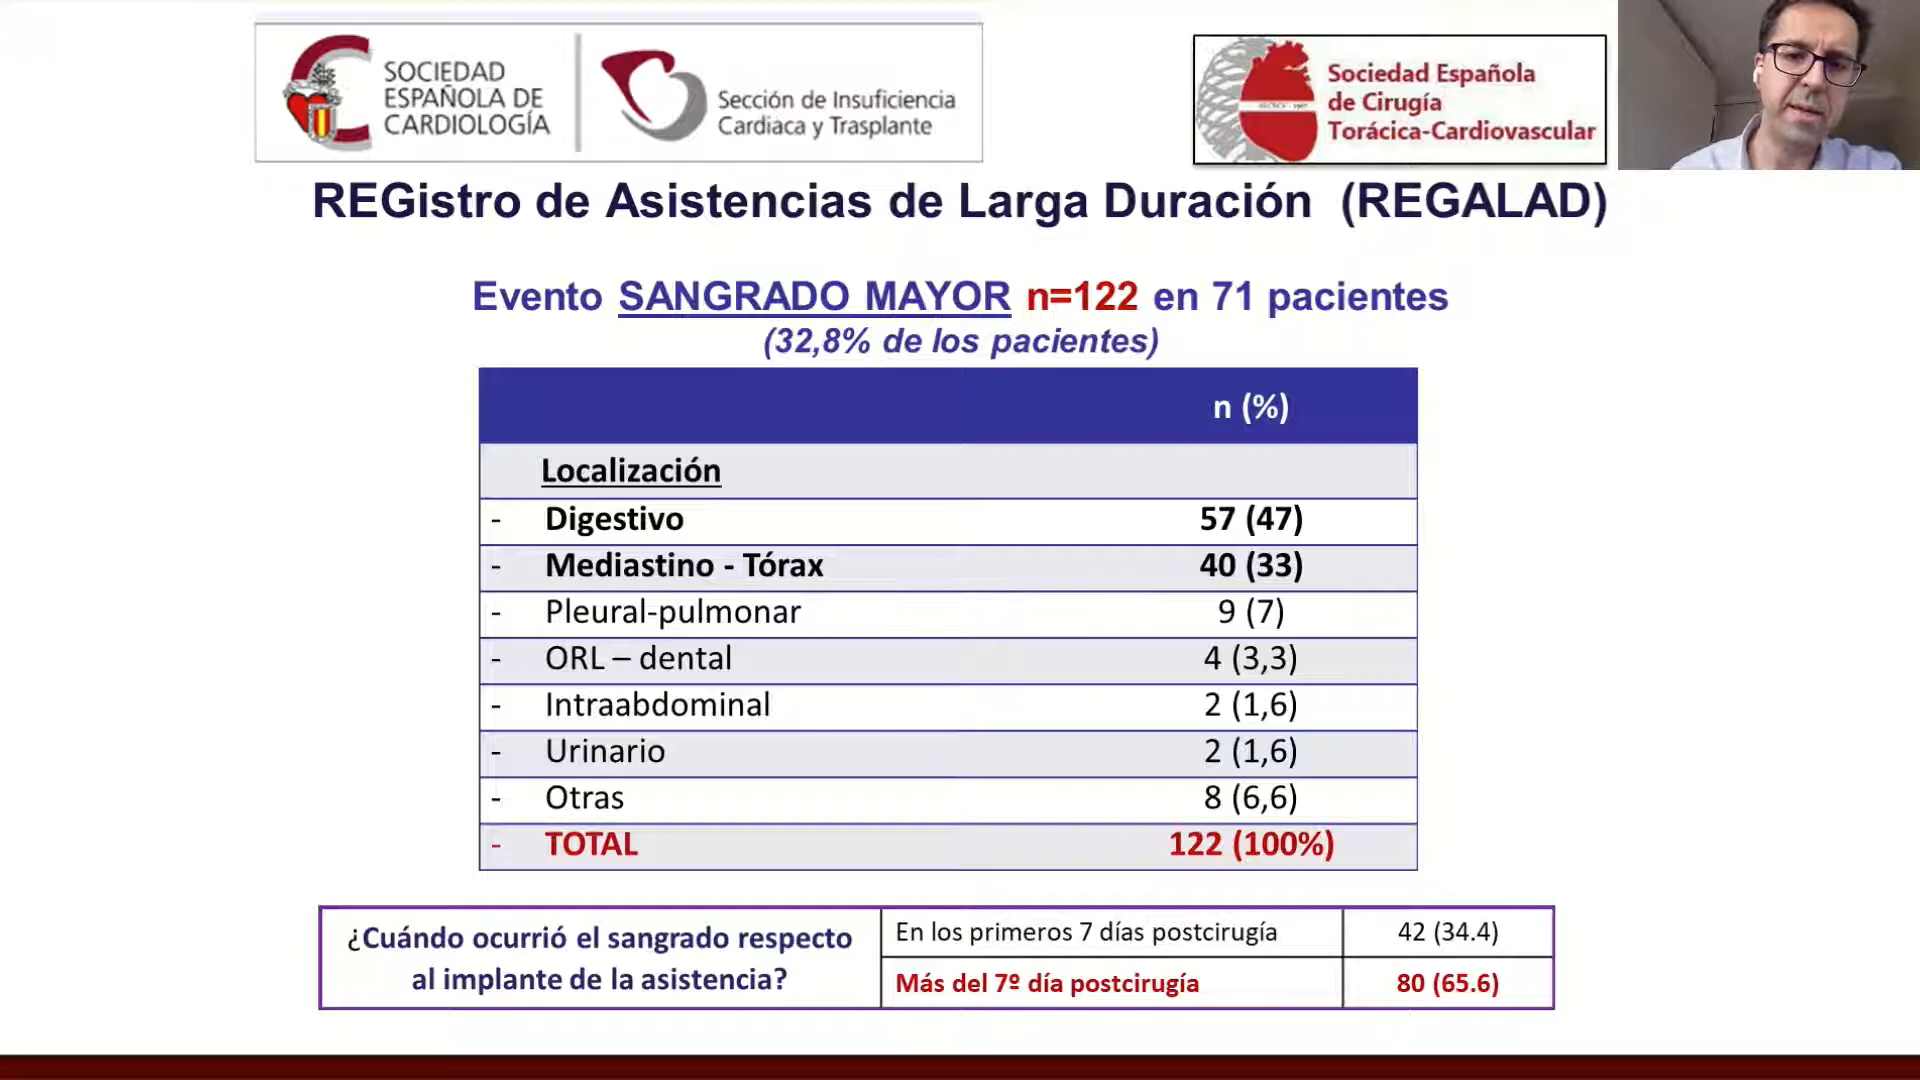 SOCIEDAD
ESPAÑOLA DE
CARDIOLOGÍA
Sección de Insuficiencia
Cardiaca y Trasplante
Sociedad Española
de Cirugía
Torácica-Cardiovascular
REGistro de Asistencias de Larga Duración (REGALAD)
Evento SANGRADO MAYOR n=122 en 71 pacientes
(32,8% de los pacientes)
n (%)
Localización
- Digestivo 57 (47)
- Mediastino - Tórax 40 (33)
- Pleural-pulmonar 9 (7)
- ORL – dental 4 (3,3)
- Intraabdominal 2 (1,6)
- Urinario 2 (1,6)
- Otras 8 (6,6)
- TOTAL 122 (100%)
¿Cuándo ocurrió el sangrado respecto
al implante de la asistencia?
En los primeros 7 días postcirugía 42 (34.4)
Más del 7º día postcirugía 80 (65.6)